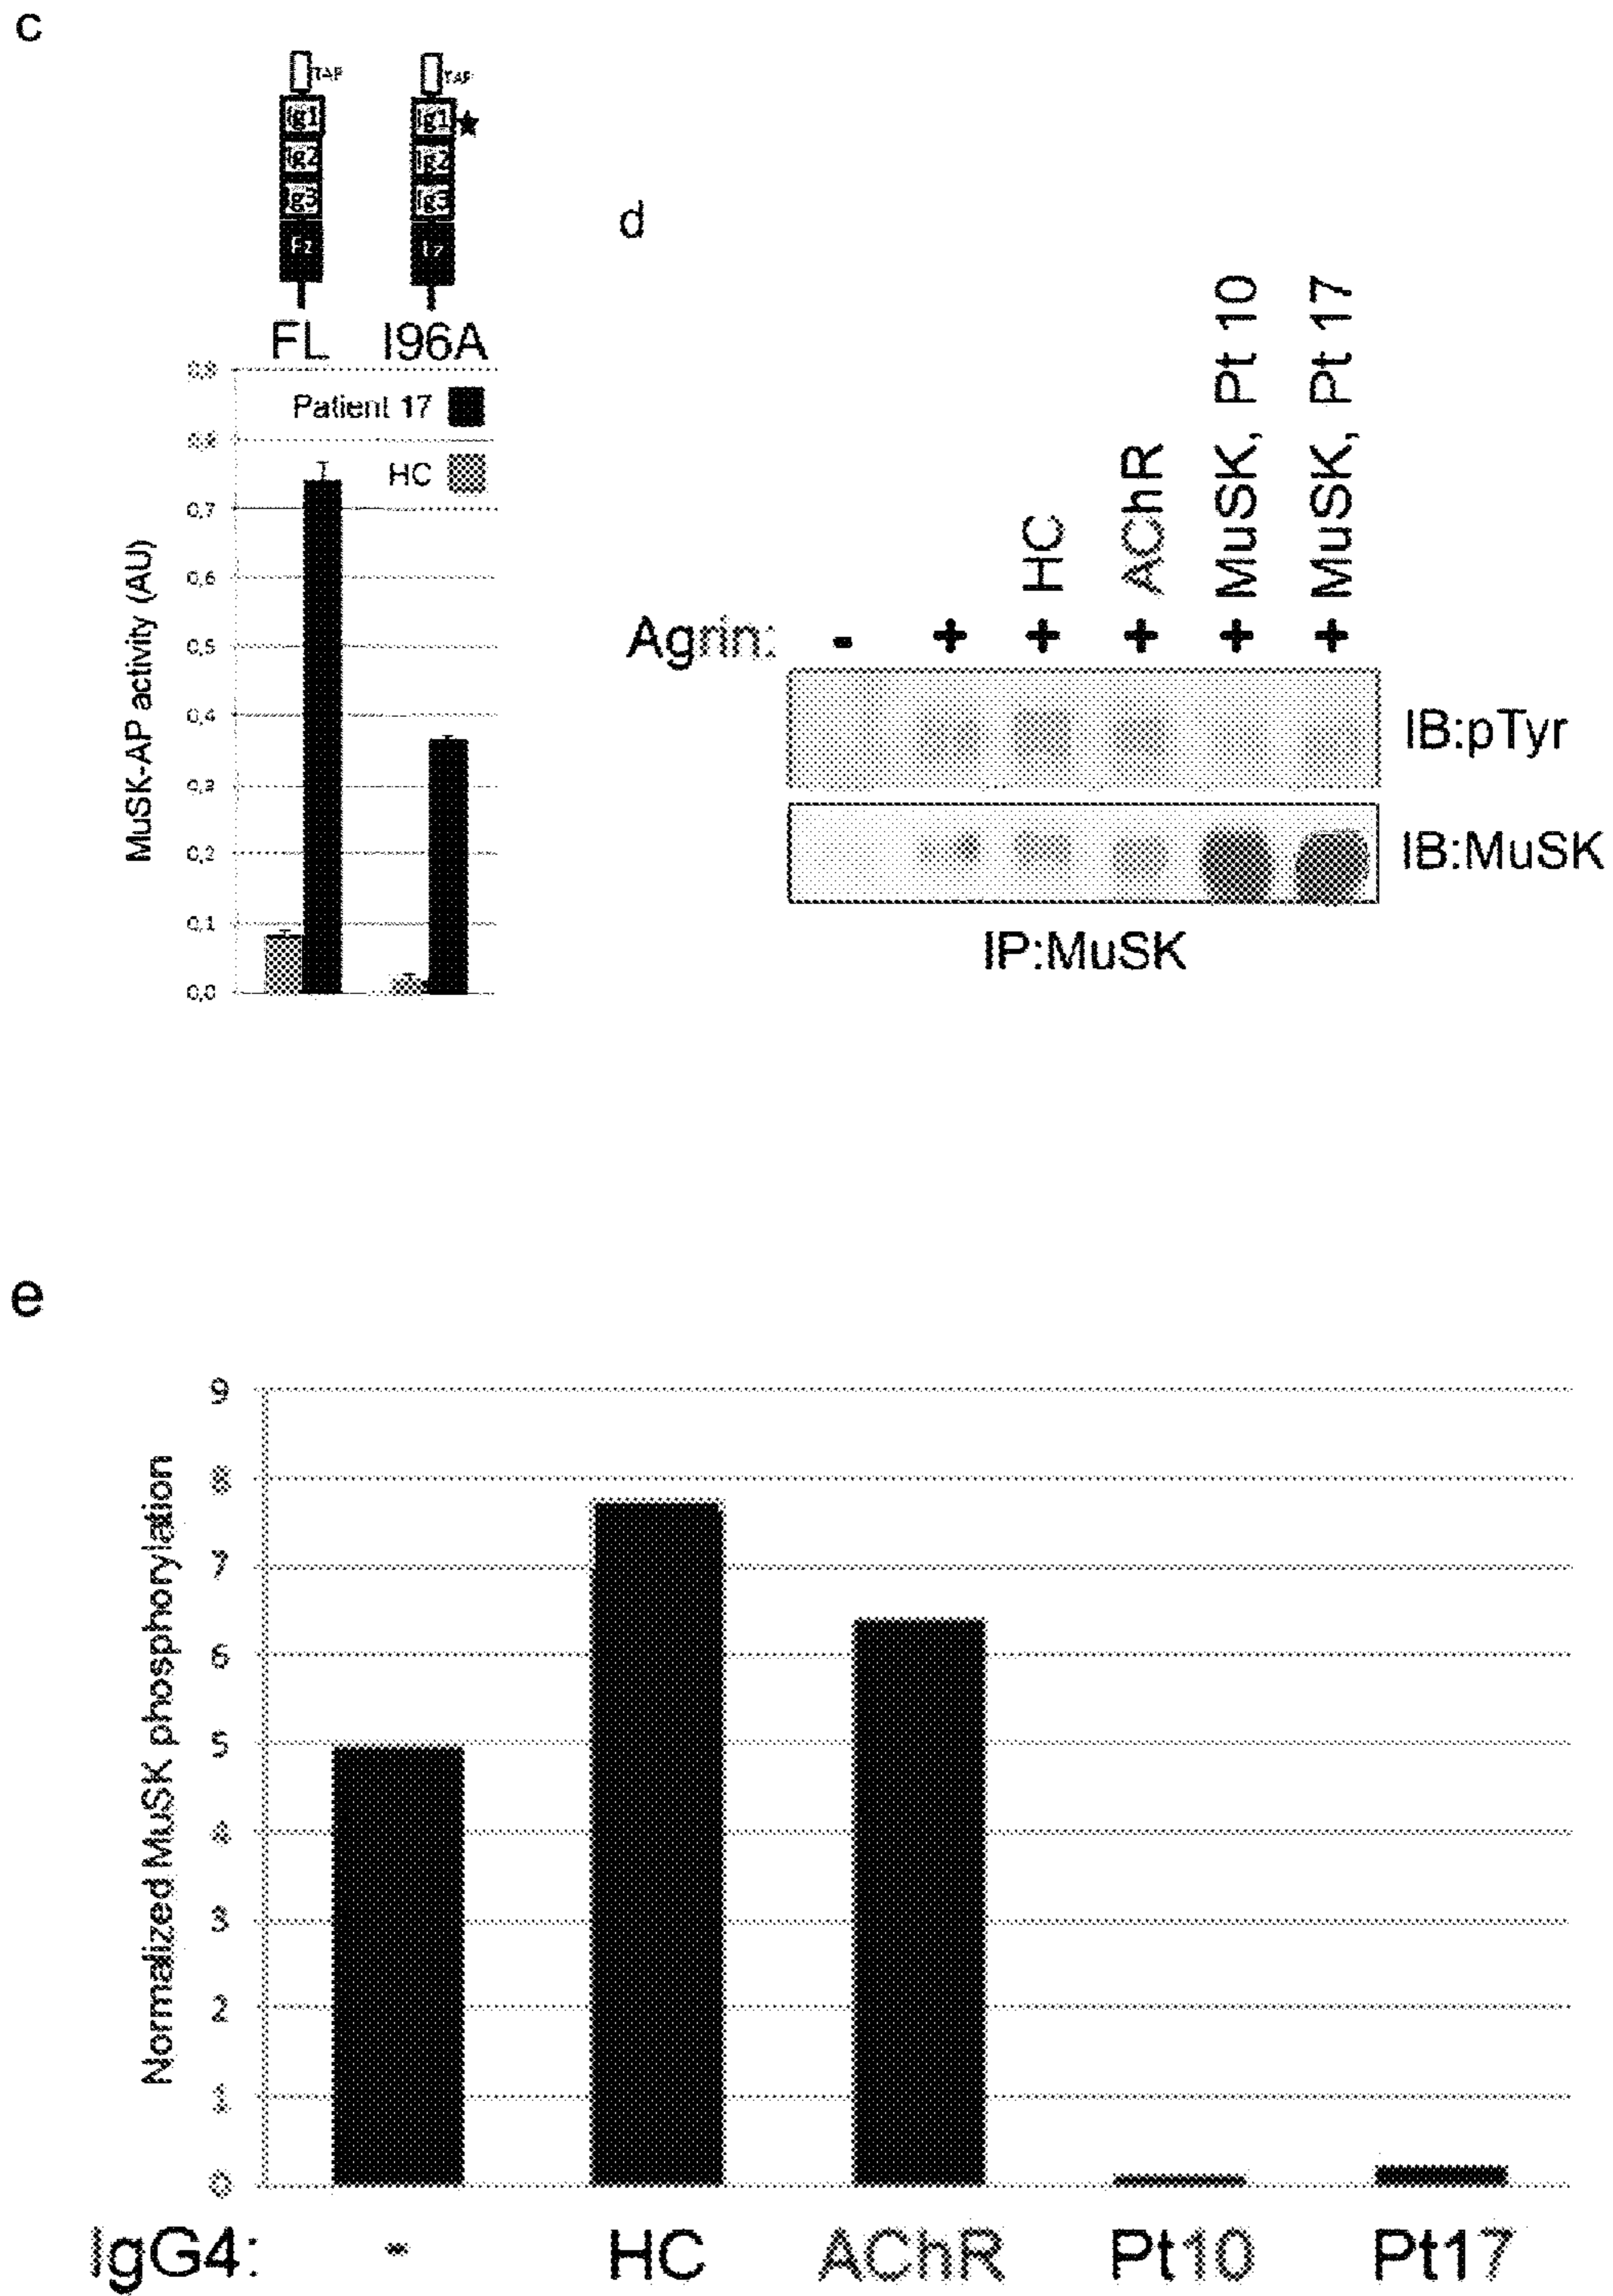 c
TAP TAP
Ig1 Ig1
Ig2 Ig2
Ig3 Ig3
Fz Fz
FL I96A
Patient 17
HC
0,8
0,7
0,6
0,5
0,4
0,3
0,2
0,1
0,0
MuSK-AP activity (AU)
d
HC
AChR
MuSK, Pt 10
MuSK, Pt 17
Agrin: - + + + + +
IB:pTyr
IB:MuSK
IP:MuSK
e
Normalized MuSK phosphorylation
9
8
7
6
5
4
3
2
1
0
IgG4: - HC AChR Pt10 Pt17